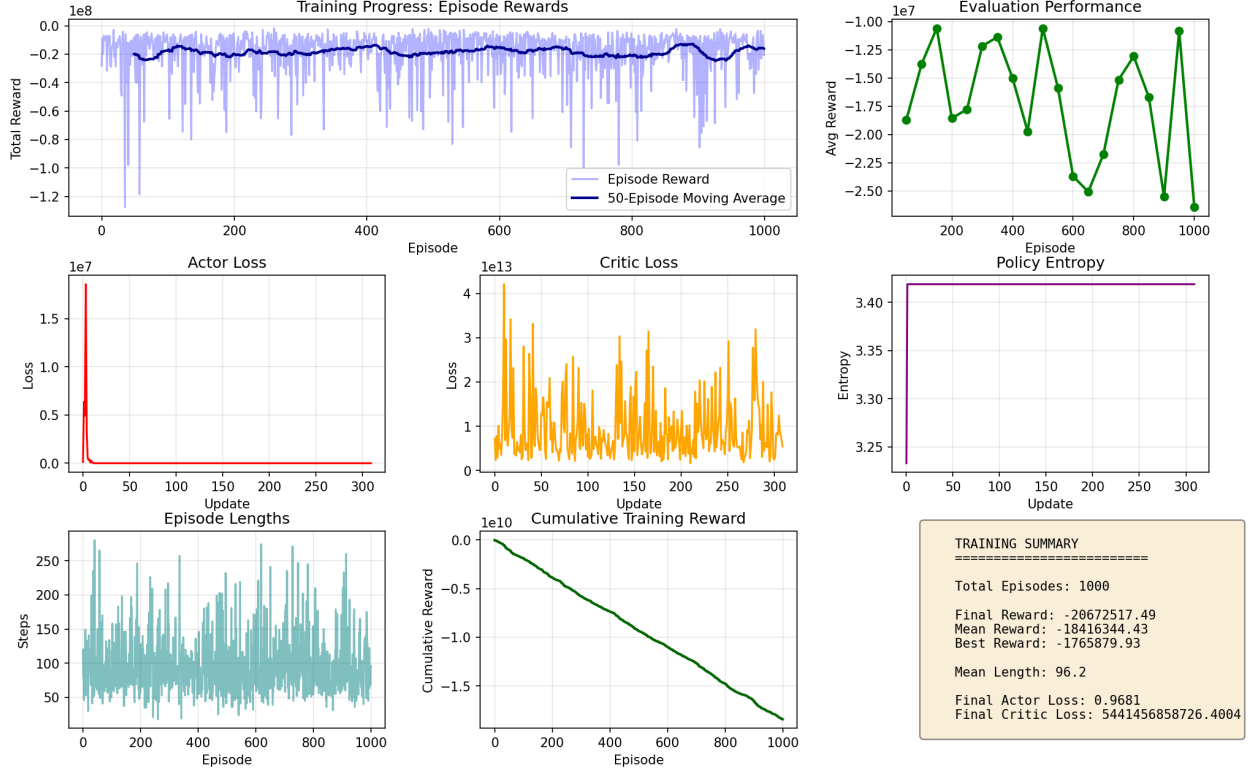 Training Progress: Episode Rewards
1e8
0.0
−0.2
−0.4
−0.6
−0.8
−1.0
−1.2
Total Reward
0 200 400 600 800 1000
Episode
Episode Reward
50-Episode Moving Average
Evaluation Performance
1e7
−1.00
−1.25
−1.50
−1.75
−2.00
−2.25
−2.50
Avg Reward
200 400 600 800 1000
Episode
Actor Loss
1e7
1.5
1.0
0.5
0.0
Loss
0 50 100 150 200 250 300
Update
Critic Loss
1e13
4
3
2
1
0
Loss
0 50 100 150 200 250 300
Update
Policy Entropy
3.40
3.35
3.30
3.25
Entropy
0 50 100 150 200 250 300
Update
Episode Lengths
250
200
150
100
50
Steps
0 200 400 600 800 1000
Episode
Cumulative Training Reward
1e10
0.0
−0.5
−1.0
−1.5
Cumulative Reward
0 200 400 600 800 1000
Episode
TRAINING SUMMARY
=========================
Total Episodes: 1000
Final Reward: -20672517.49
Mean Reward: -18416344.43
Best Reward: -1765879.93
Mean Length: 96.2
Final Actor Loss: 0.9681
Final Critic Loss: 5441456858726.4004